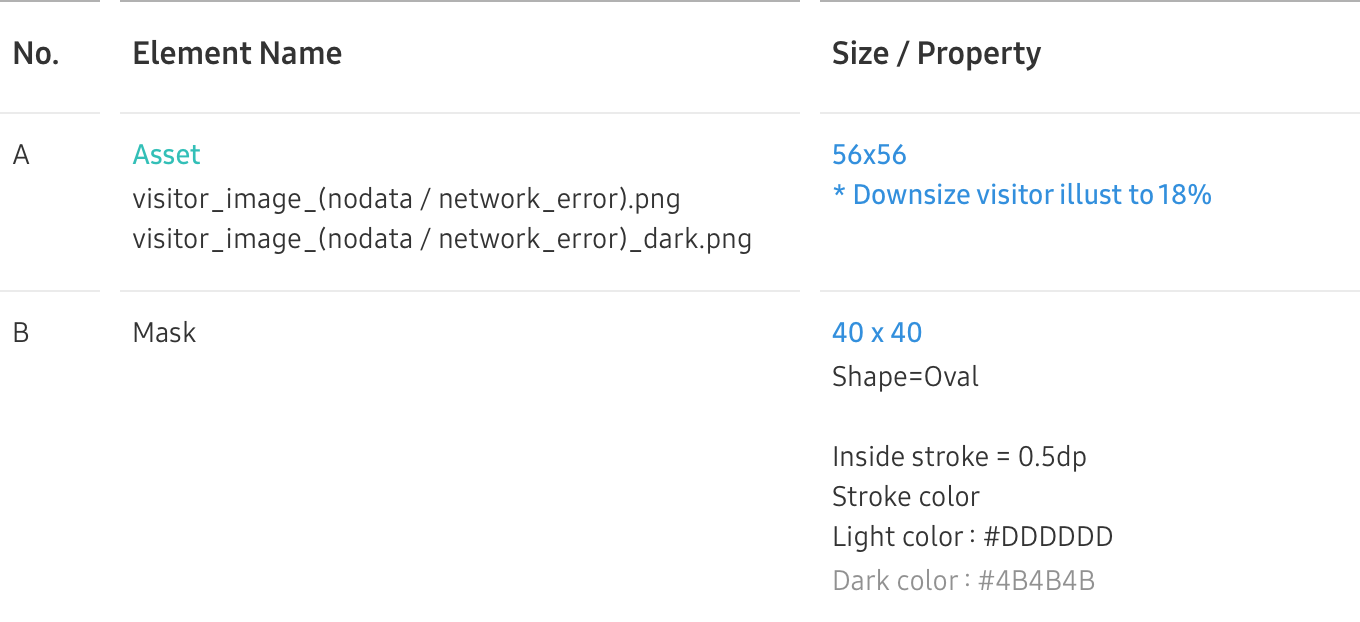 No.
Element Name
Size / Property
A
Asset
visitor_image_(nodata / network_error).png
visitor_image_(nodata / network_error)_dark.png
56x56
* Downsize visitor illust to 18%
B
Mask
40 x 40
Shape=Oval
Inside stroke = 0.5dp
Stroke color
Light color : #DDDDDD
Dark color : #4B4B4B